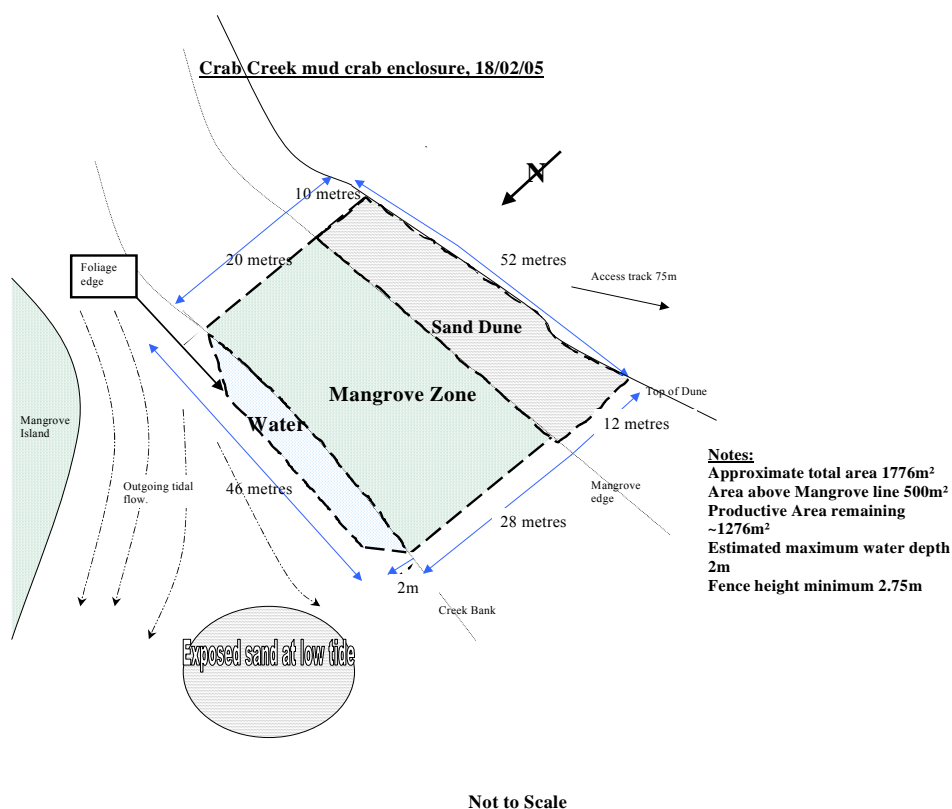 Crab Creek mud crab enclosure, 18/02/05
N
10 metres
20 metres
52 metres
Foliage
edge
Access track 75m
Sand Dune
Mangrove Zone
Top of Dune
Water
12 metres
Mangrove
Island
Mangrove
edge
Outgoing tidal
flow.
46 metres
28 metres
2m
Creek Bank
Notes:
Approximate total area 1776m²
Area above Mangrove line 500m²
Productive Area remaining
~1276m²
Estimated maximum water depth
2m
Fence height minimum 2.75m
Exposed sand at low tide
Not to Scale